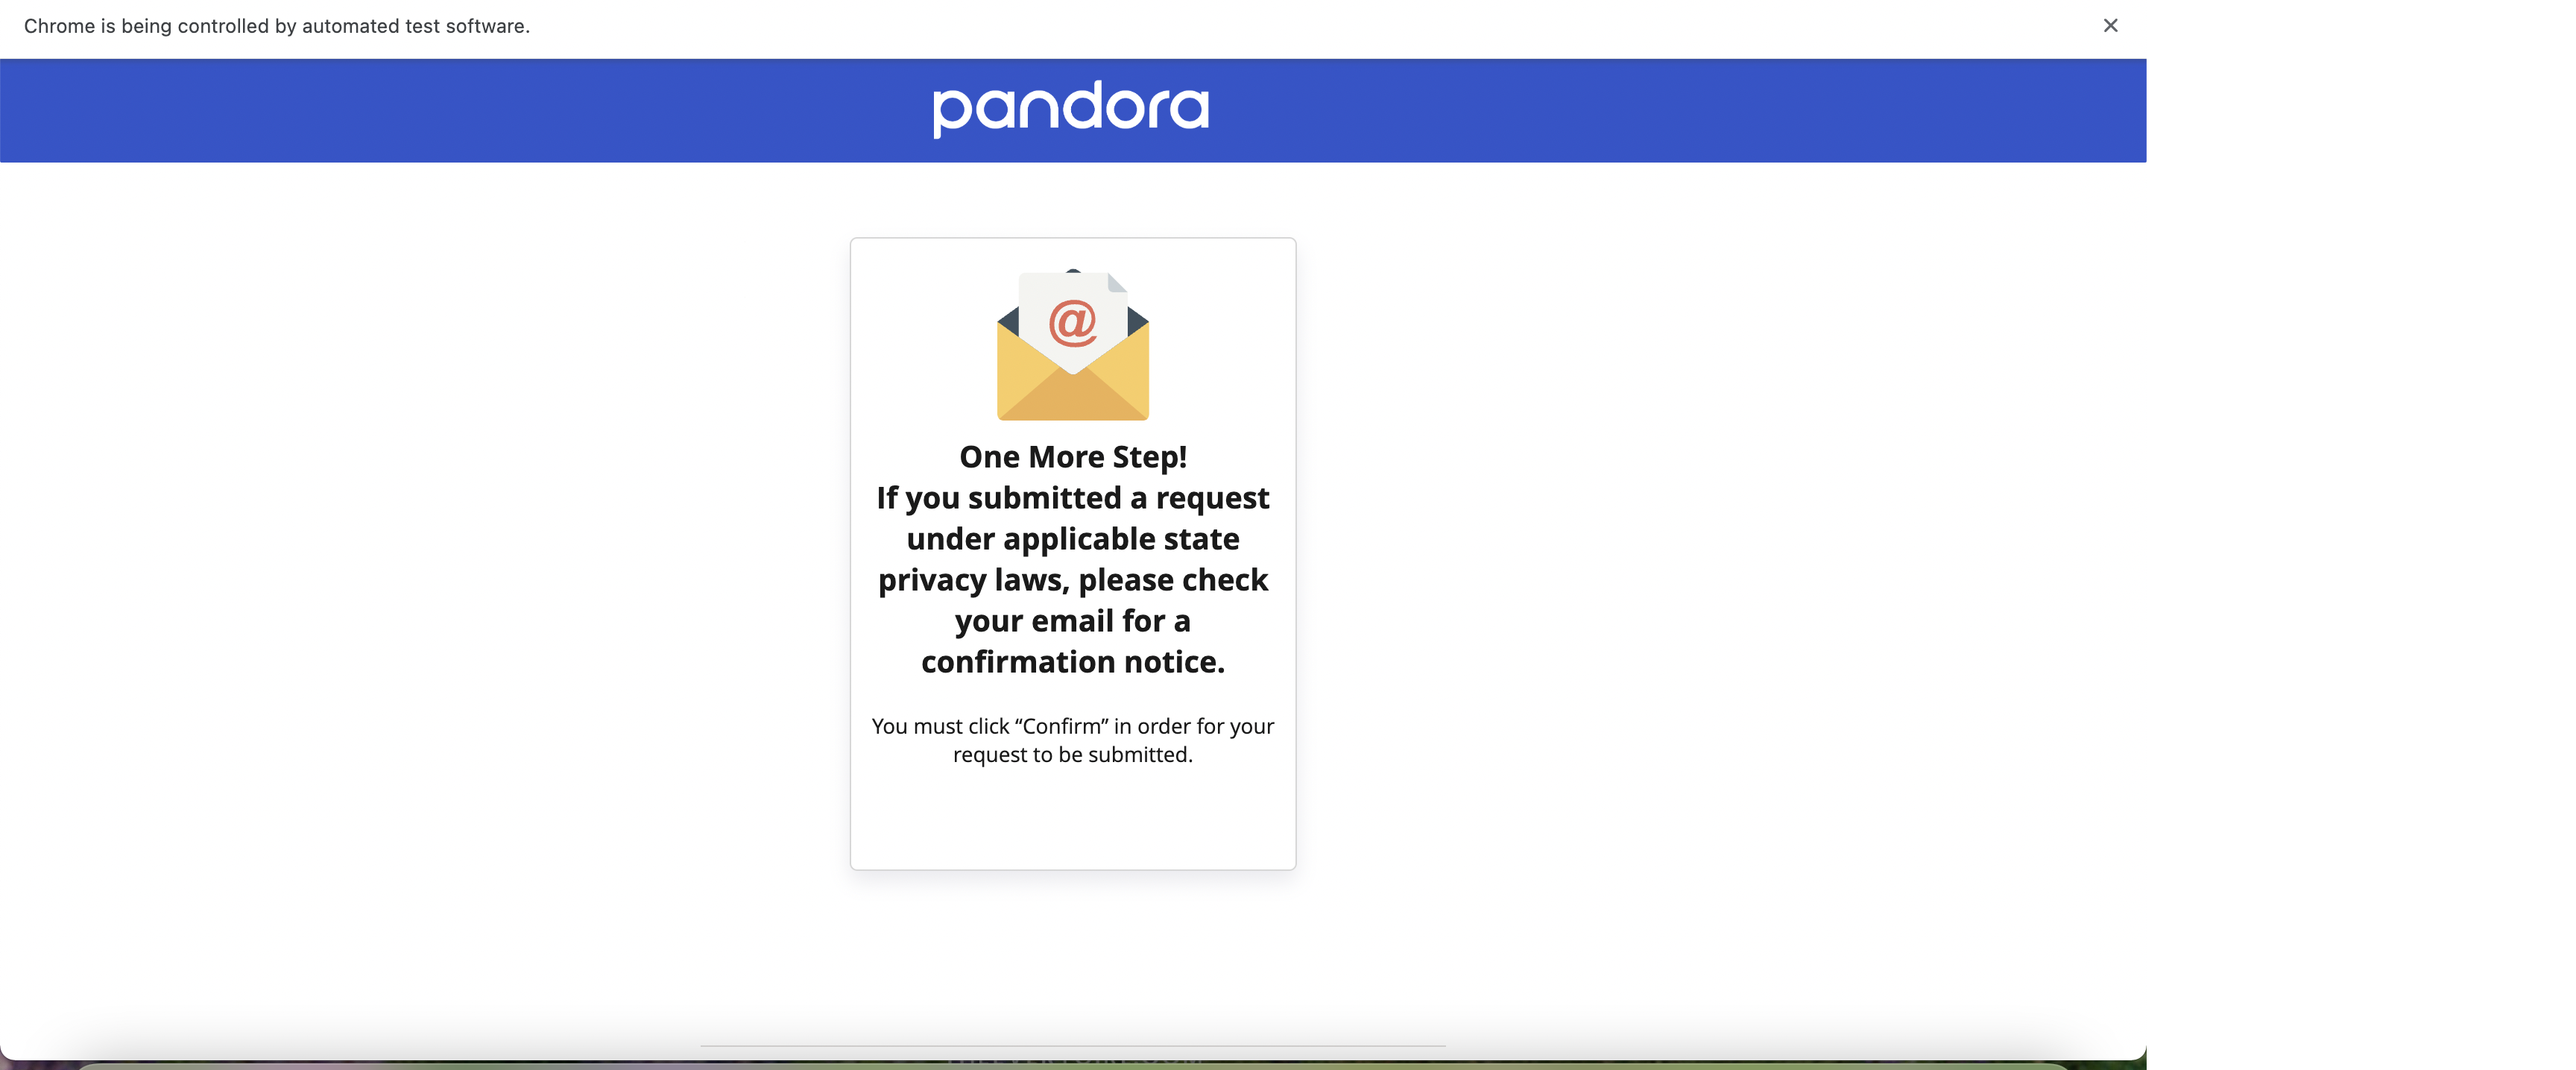 Chrome is being controlled by automated test software.
pandora
@
One More Step!
If you submitted a request
under applicable state
privacy laws, please check
your email for a
confirmation notice.
You must click “Confirm” in order for your
request to be submitted.